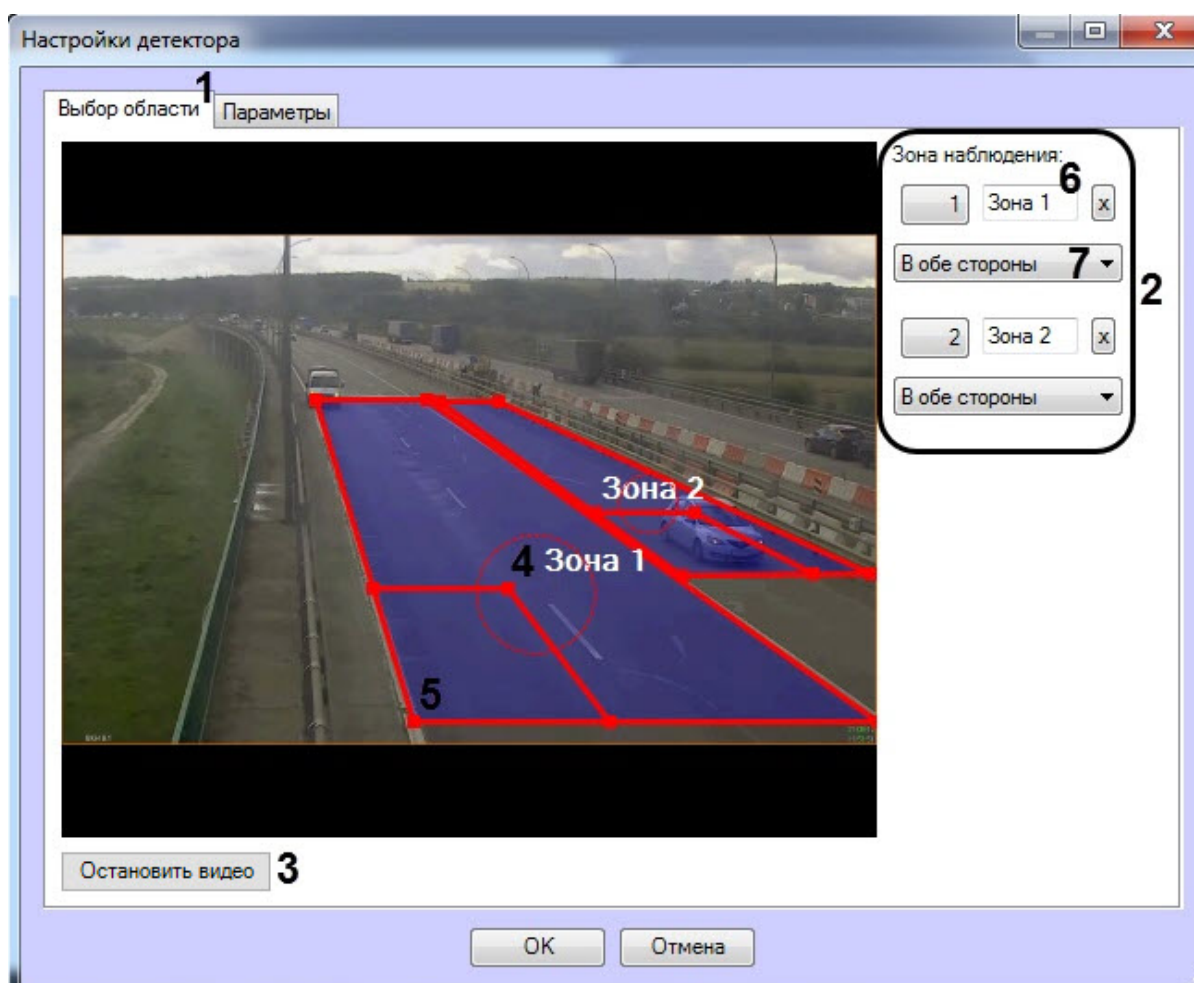 Настройки детектора
1
Выбор области
Параметры
Зона наблюдения:
6
1 Зона 1 x
В обе стороны 7
2
2 Зона 2 x
В обе стороны
Зона 2
4 Зона 1
5
Остановить видео 3
OK Отмена